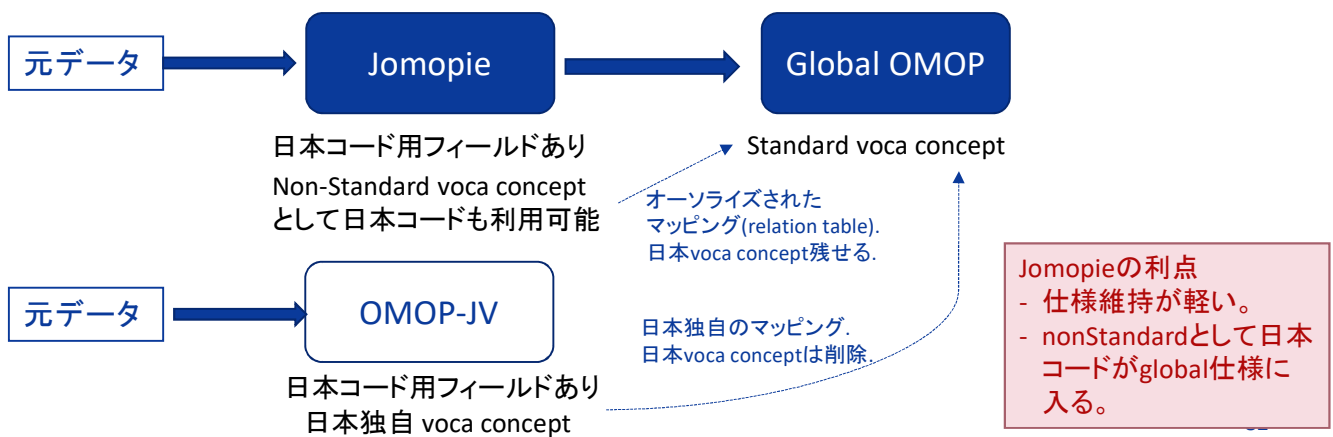 元データ
Jomopie
Global OMOP
日本コード用フィールドあり
Non-Standard voca concept
として日本コードも利用可能
Standard voca concept
オーソライズされた
マッピング(relation table).
日本voca concept残せる.
元データ
OMOP-JV
日本コード用フィールドあり
日本独自 voca concept
日本独自のマッピング.
日本voca conceptは削除.
Jomopieの利点
- 仕様維持が軽い。
- nonStandardとして日本
コードがglobal仕様に
入る。